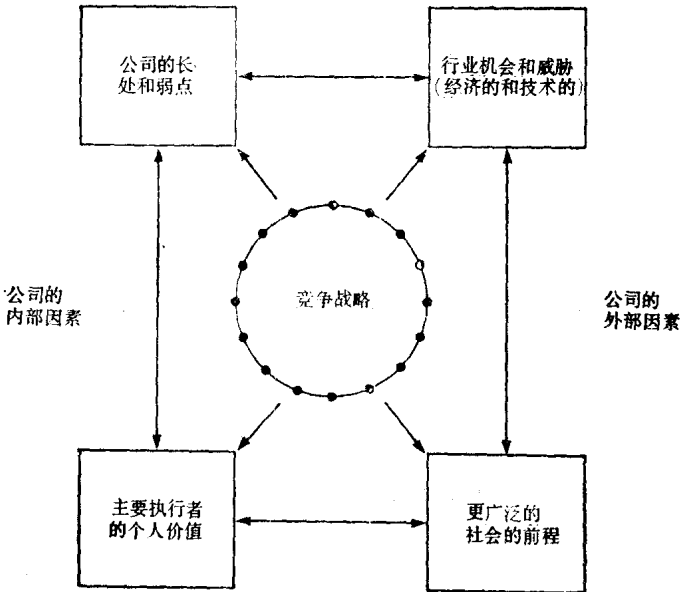 公司的长
处和弱点
行业机会和威胁
(经济的和技术的)
公司的
内部因素
竞争战略
公司的
外部因素
主要执行者
的个人价值
更广泛的
社会的前程